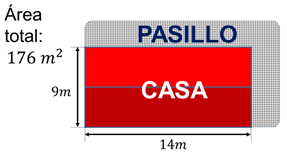 Área
total:
176 m²
PASILLO
9m
CASA
14m